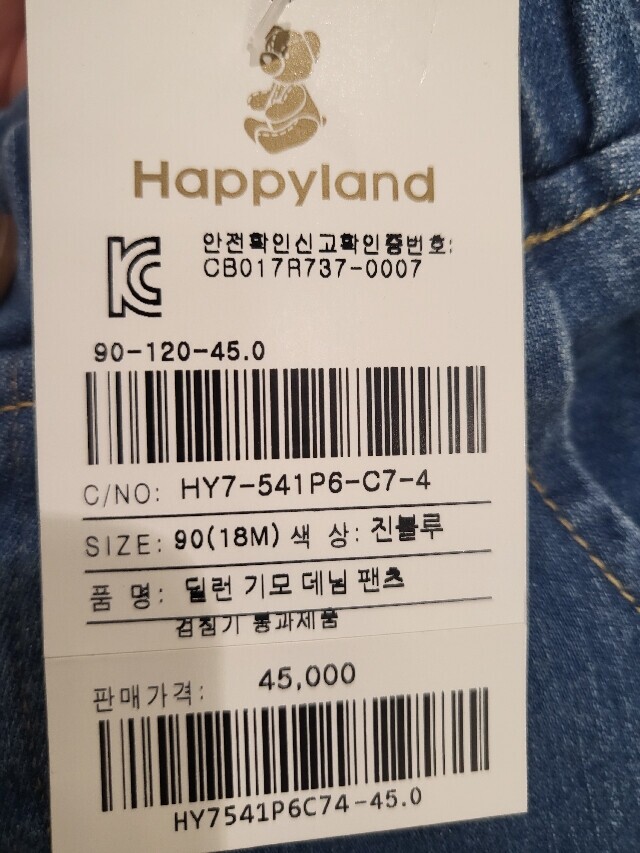 Happyland
안전확인신고확인증번호:
CB017R737-0007
90-120-45.0
C/NO: HY7-541P6-C7-4
SIZE: 90(18M) 색 상: 진블루
품 명: 딜런 기모 데님 팬츠
검침기 통과제품
판매가격: 45,000
HY7541P6C74-45.0